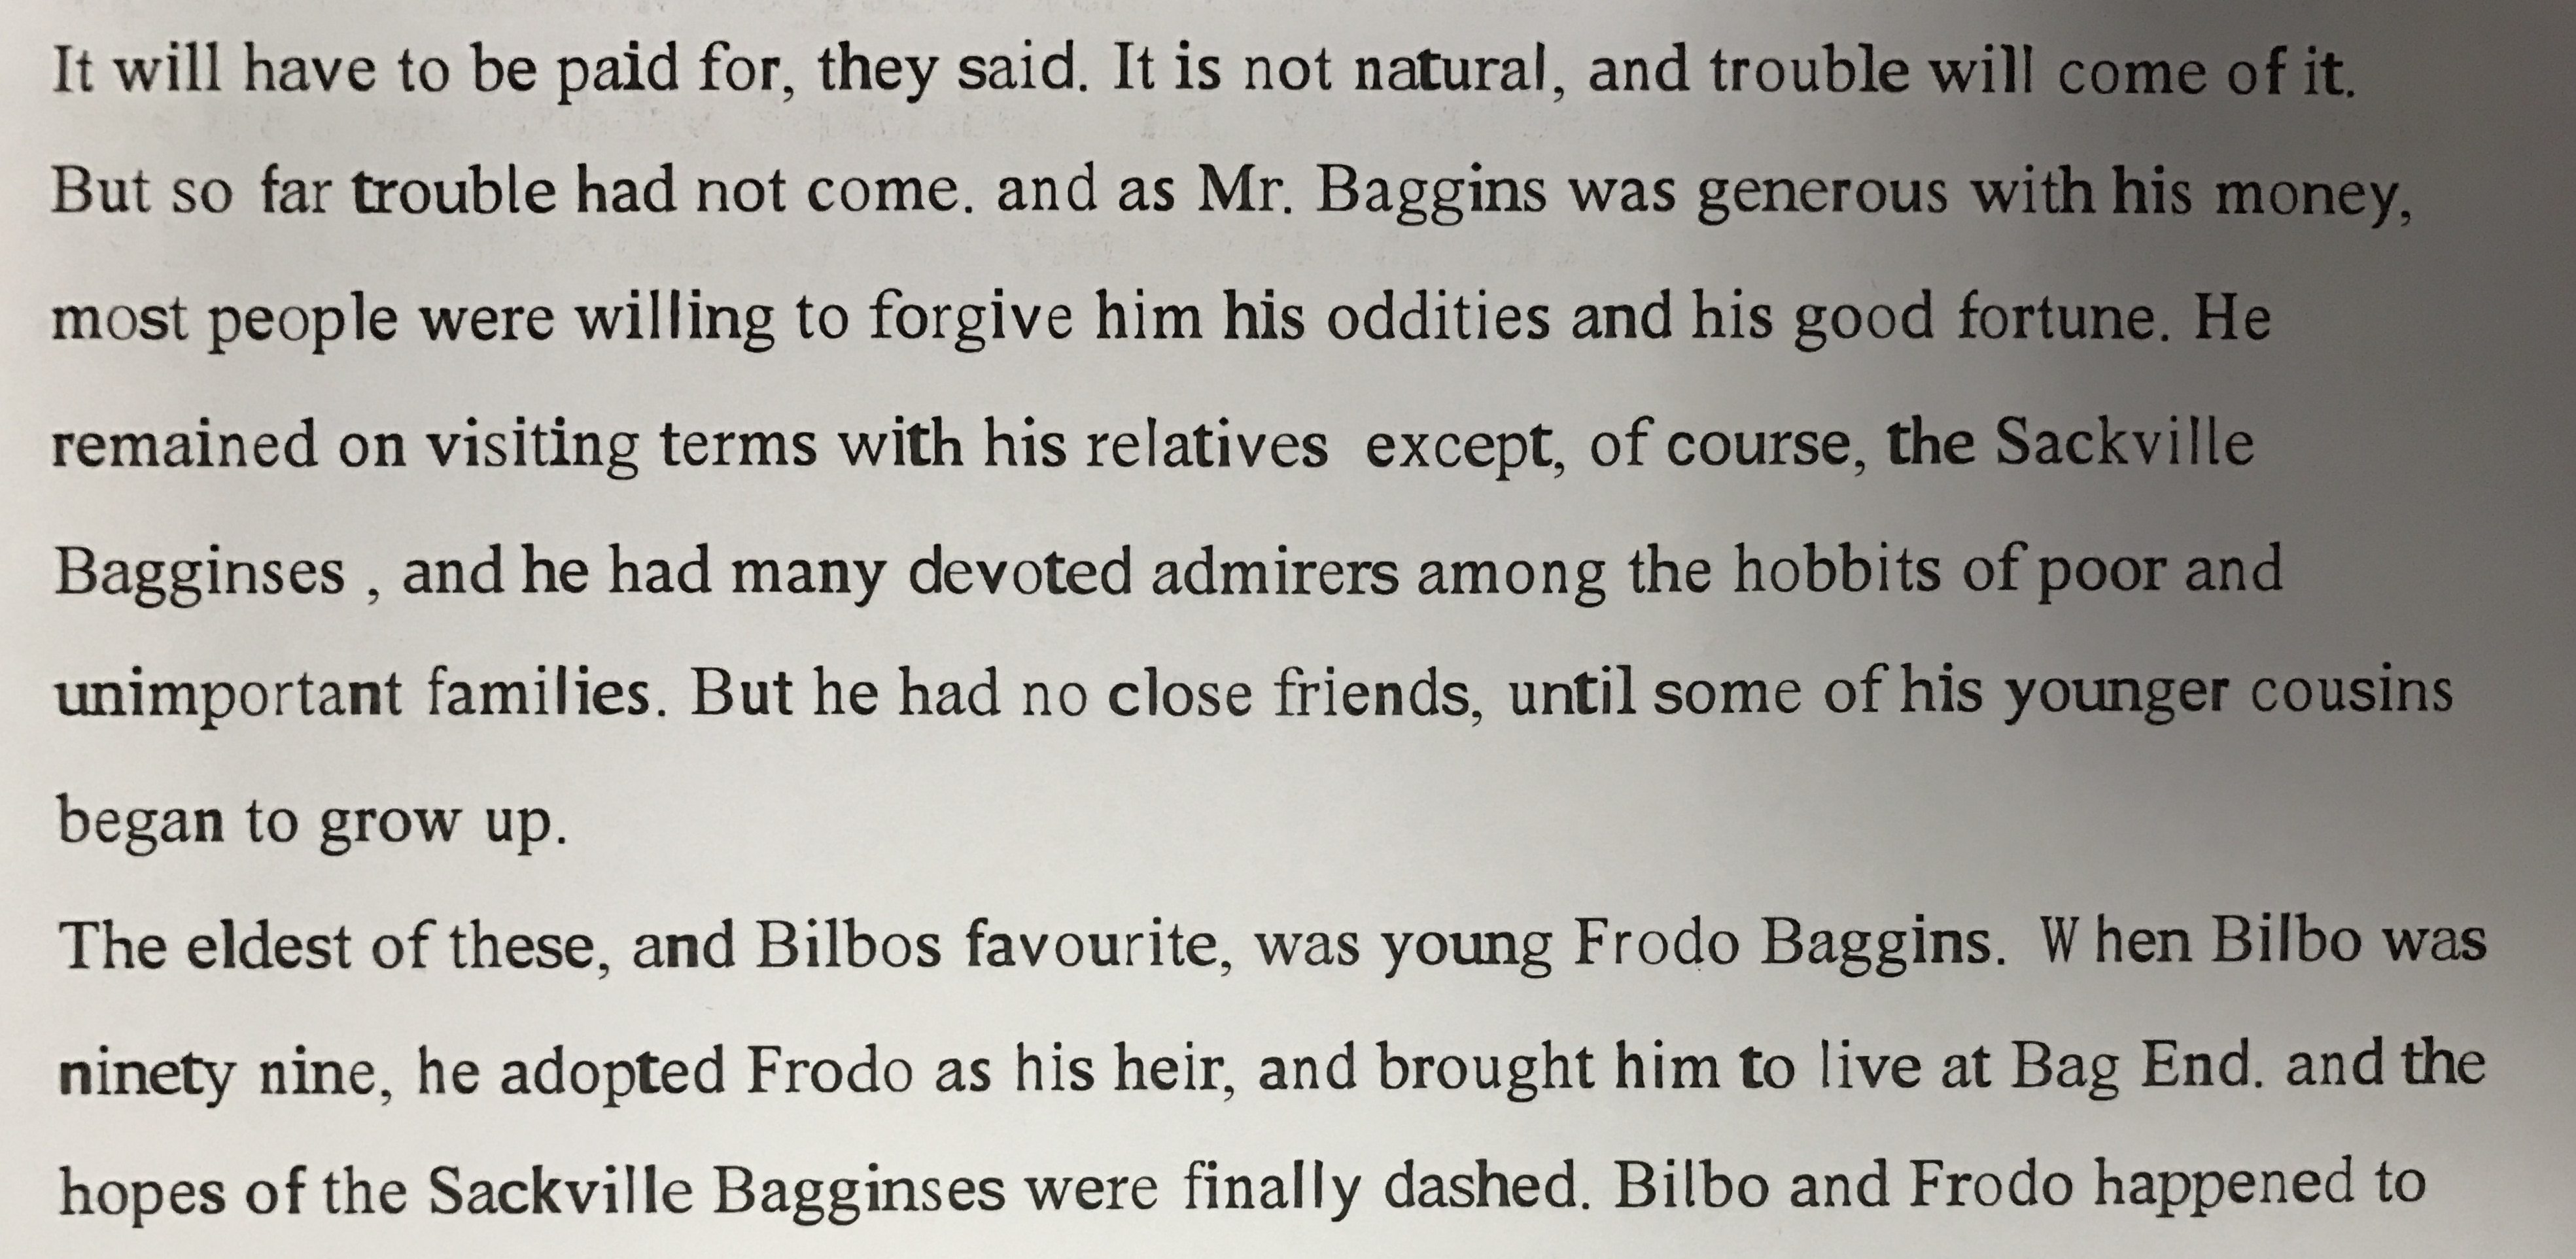 It will have to be paid for, they said. It is not natural, and trouble will come of it.
But so far trouble had not come. and as Mr. Baggins was generous with his money,
most people were willing to forgive him his oddities and his good fortune. He
remained on visiting terms with his relatives  except, of course, the Sackville
Bagginses , and he had many devoted admirers among the hobbits of poor and
unimportant families. But he had no close friends, until some of his younger cousins
began to grow up.
The eldest of these, and Bilbos favourite, was young Frodo Baggins. W hen Bilbo was
ninety nine, he adopted Frodo as his heir, and brought him to live at Bag End. and the
hopes of the Sackville Bagginses were finally dashed. Bilbo and Frodo happened to